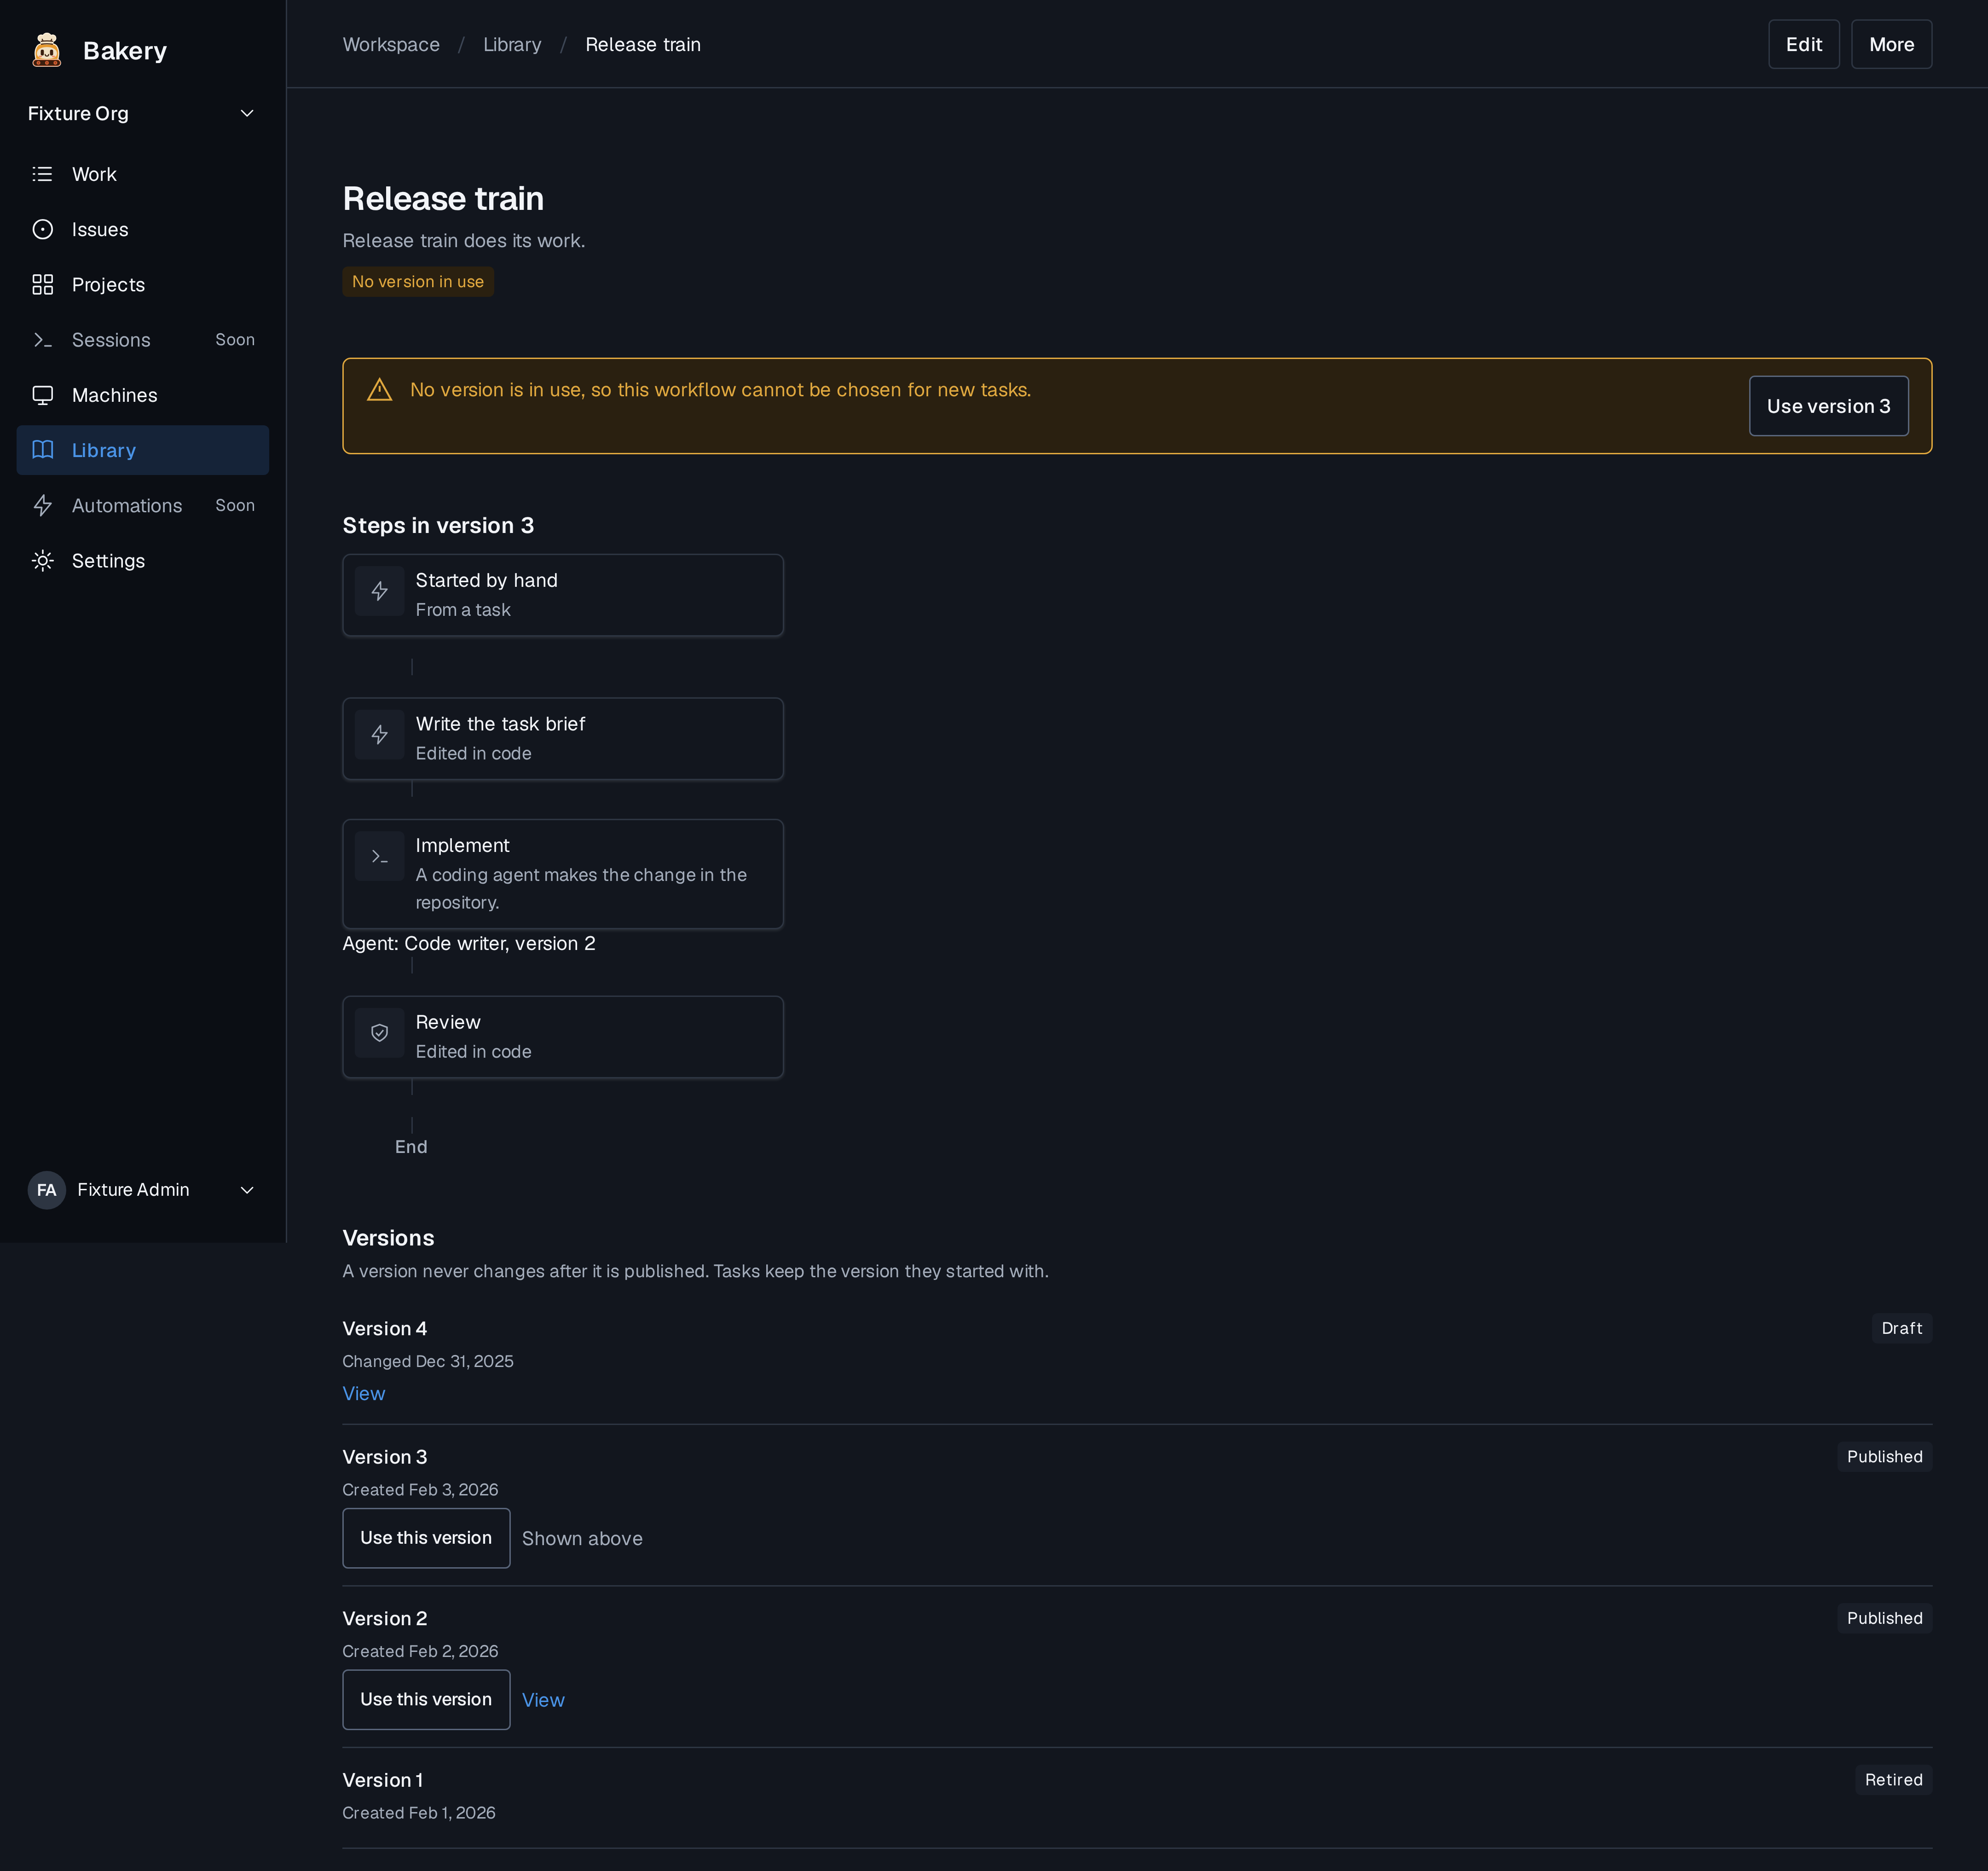 Bakery
Fixture Org
Work
Issues
Projects
Sessions Soon
Machines
Library
Automations Soon
Settings
FA Fixture Admin
Workspace / Library / Release train
Edit More
Release train
Release train does its work.
No version in use
No version is in use, so this workflow cannot be chosen for new tasks.
Use version 3
Steps in version 3
Started by hand
From a task
Write the task brief
Edited in code
Implement
A coding agent makes the change in the
repository.
Agent: Code writer, version 2
Review
Edited in code
End
Versions
A version never changes after it is published. Tasks keep the version they started with.
Version 4 Draft
Changed Dec 31, 2025
View
Version 3 Published
Created Feb 3, 2026
Use this version Shown above
Version 2 Published
Created Feb 2, 2026
Use this version View
Version 1 Retired
Created Feb 1, 2026